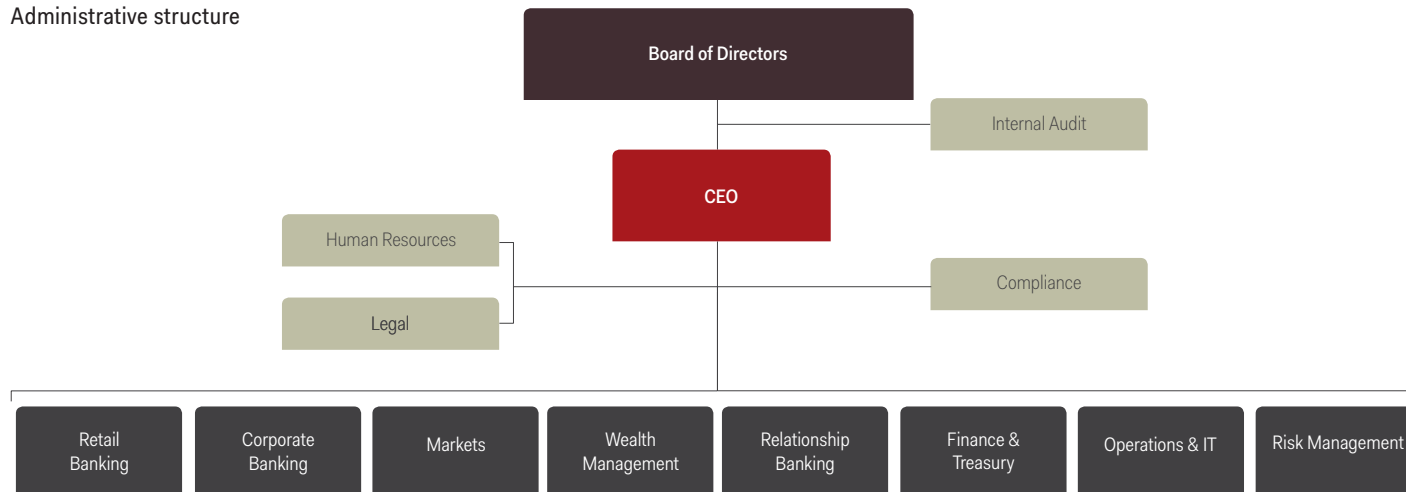 Administrative structure
Board of Directors
Internal Audit
CEO
Human Resources
Compliance
Legal
Retail
Banking
Corporate
Banking
Markets
Wealth
Management
Relationship
Banking
Finance &
Treasury
Operations & IT
Risk Management